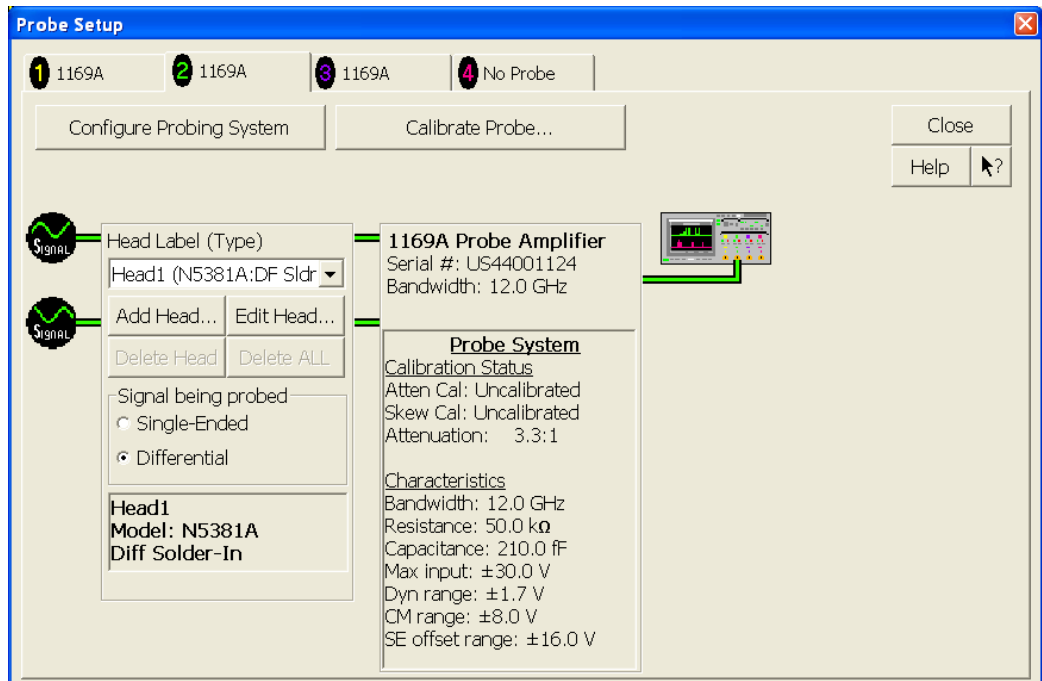 Probe Setup
1 1169A
2 1169A
3 1169A
4 No Probe
Configure Probing System
Calibrate Probe...
Close
Help
?
SIGNAL
Head Label (Type)
Head1 (N5381A:DF Sldr
Add Head...
Edit Head...
Delete Head
Delete ALL
SIGNAL
Signal being probed
Single-Ended
Differential
Head1
Model: N5381A
Diff Solder-In
1169A Probe Amplifier
Serial #: US44001124
Bandwidth: 12.0 GHz
Probe System
Calibration Status
Atten Cal: Uncalibrated
Skew Cal: Uncalibrated
Attenuation: 3.3:1
Characteristics
Bandwidth: 12.0 GHz
Resistance: 50.0 kΩ
Capacitance: 210.0 fF
Max input: ±30.0 V
Dyn range: ±1.7 V
CM range: ±8.0 V
SE offset range: ±16.0 V